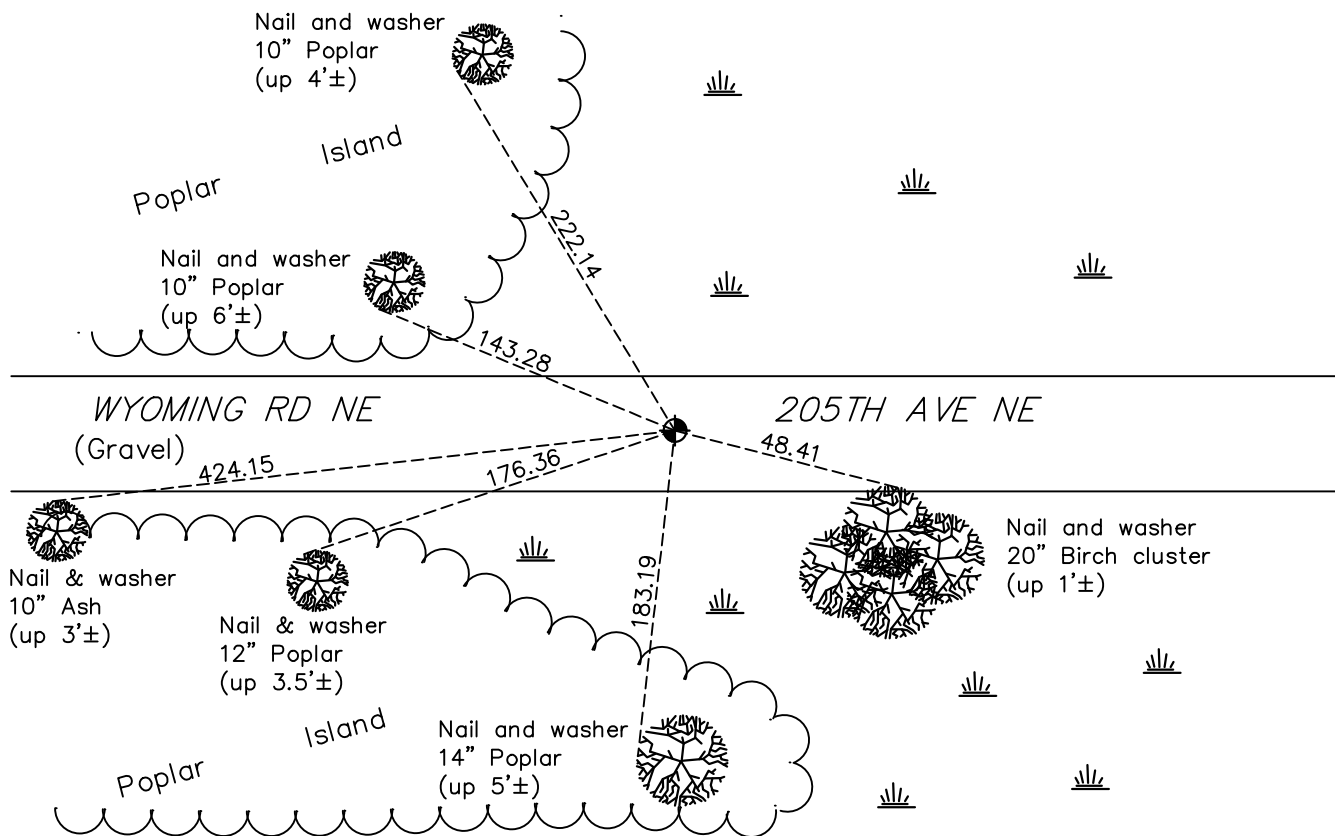 Nail and washer
10” Poplar
(up 4'±)
Poplar Island
222.14
Nail and washer
10” Poplar
(up 6'±)
143.28
WYOMING RD NE
(Gravel)
205TH AVE NE
48.41
424.15
176.36
183.19
Nail & washer
10” Ash
(up 3'±)
Nail & washer
12” Poplar
(up 3.5'±)
Nail and washer
20” Birch cluster
(up 1'±)
Poplar Island
Nail and washer
14” Poplar
(up 5'±)